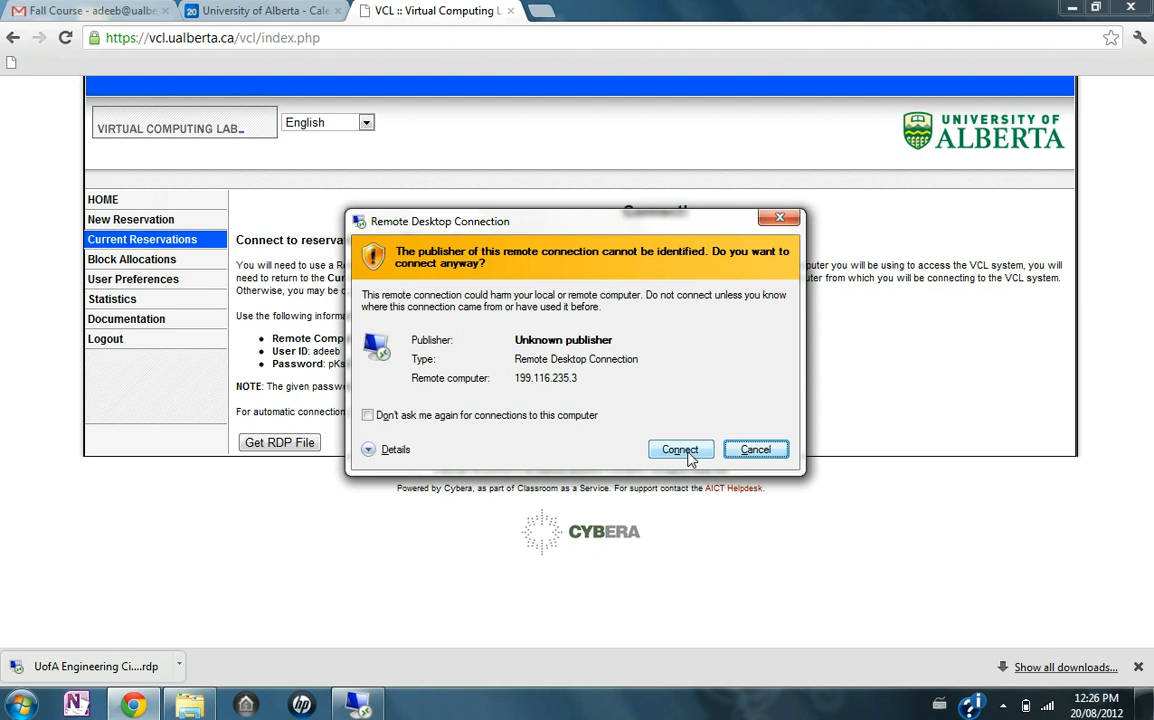 Fall Course - adeeb@ualbe
20 University of Alberta - Cale
VCL :: Virtual Computing L
https://vcl.ualberta.ca/vcl/index.php
VIRTUAL COMPUTING LAB_
English
UNIVERSITY OF
ALBERTA
HOME
New Reservation
Current Reservations
Block Allocations
User Preferences
Statistics
Documentation
Logout
Connect to reserva
You will need to use a R
need to return to the Cur
Otherwise, you may be c
puter you will be using to access the VCL system, you will
uter from which you will be connecting to the VCL system.
Use the following informa
• Remote Comp
• User ID: adeeb
• Password: pKs
NOTE: The given passw
For automatic connection
Get RDP File
Remote Desktop Connection
The publisher of this remote connection cannot be identified. Do you want to
connect anyway?
This remote connection could harm your local or remote computer. Do not connect unless you know
where this connection came from or have used it before.
Publisher: Unknown publisher
Type: Remote Desktop Connection
Remote computer: 199.116.235.3
Don't ask me again for connections to this computer
Details
Connect
Cancel
Powered by Cybera, as part of Classroom as a Service. For support contact the AICT Helpdesk.
CYBERA
UofA Engineering Ci....rdp
Show all downloads...
hp
12:26 PM
20/08/2012